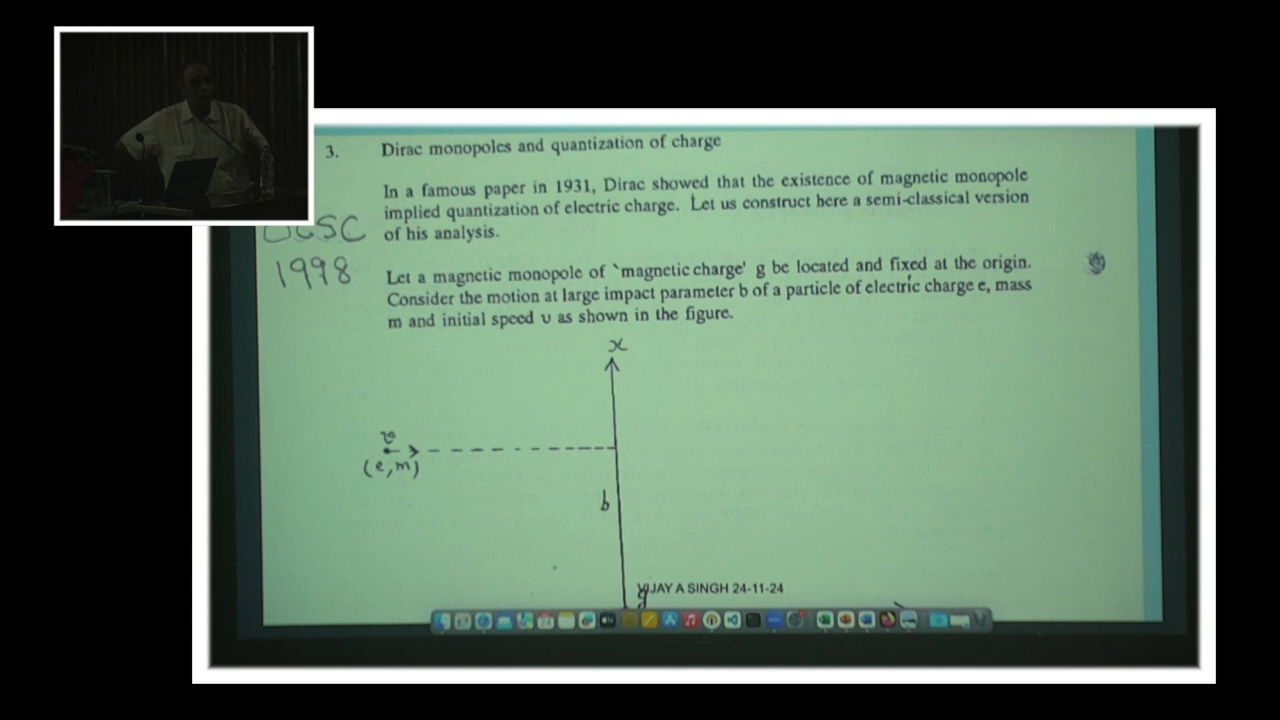 3. Dirac monopoles and quantization of charge
In a famous paper in 1931, Dirac showed that the existence of magnetic monopole
implied quantization of electric charge. Let us construct here a semi-classical version
of his analysis.
1998
Let a magnetic monopole of `magnetic charge' g be located and fixed at the origin.
Consider the motion at large impact parameter b of a particle of electric charge e, mass
m and initial speed υ as shown in the figure.
x
v
(e,m)
b
g
VIJAY A SINGH 24-11-24